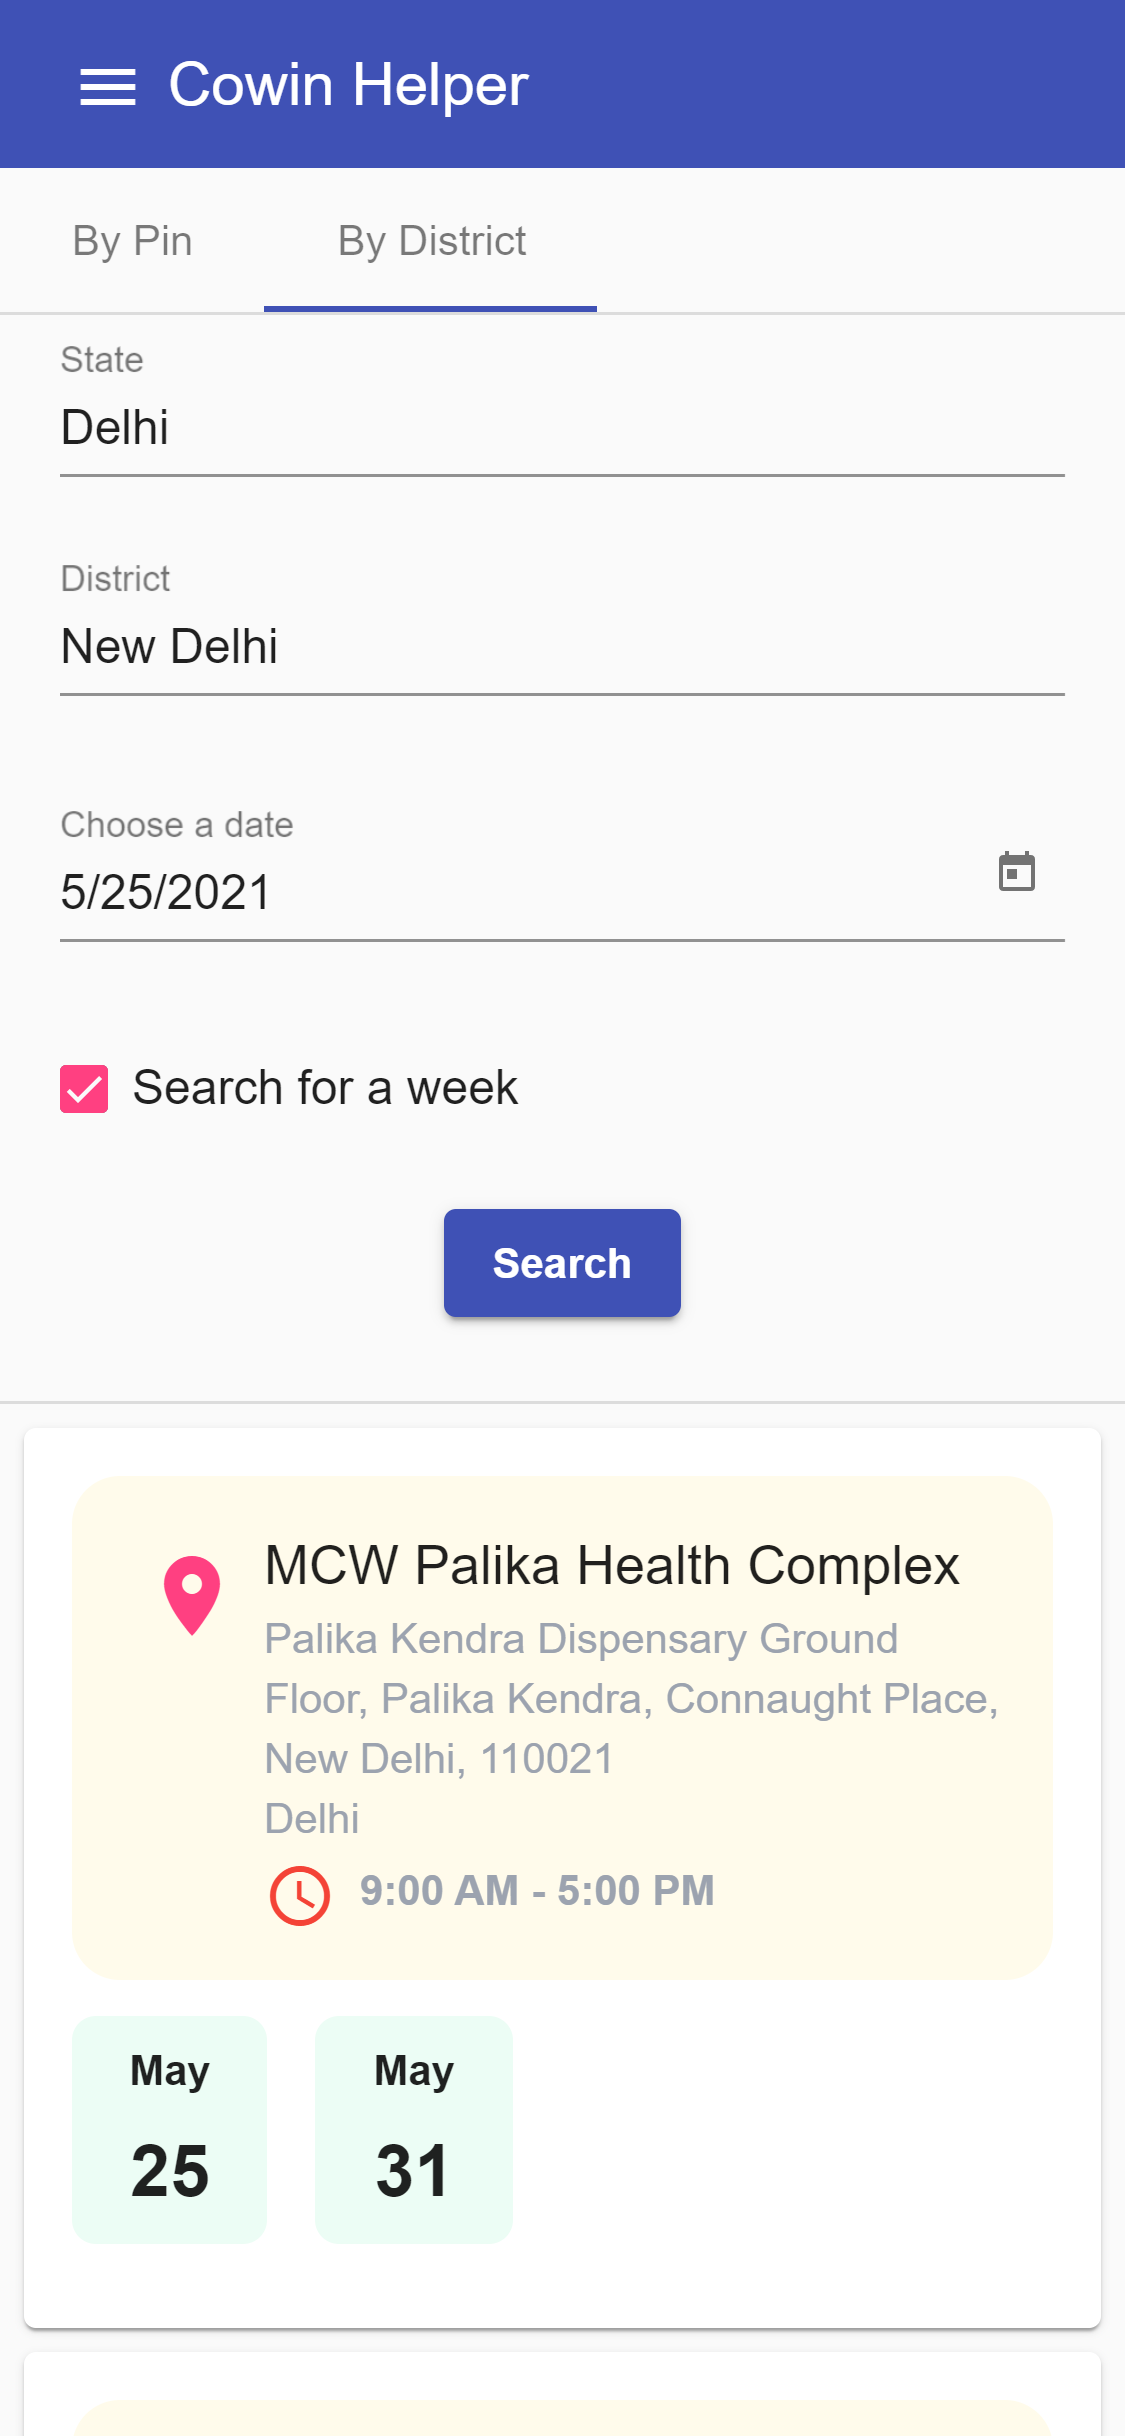 Cowin Helper
By Pin By District
State
Delhi
District
New Delhi
Choose a date
5/25/2021
Search for a week
Search
MCW Palika Health Complex
Palika Kendra Dispensary Ground
Floor, Palika Kendra, Connaught Place,
New Delhi, 110021
Delhi
9:00 AM - 5:00 PM
May May
25 31